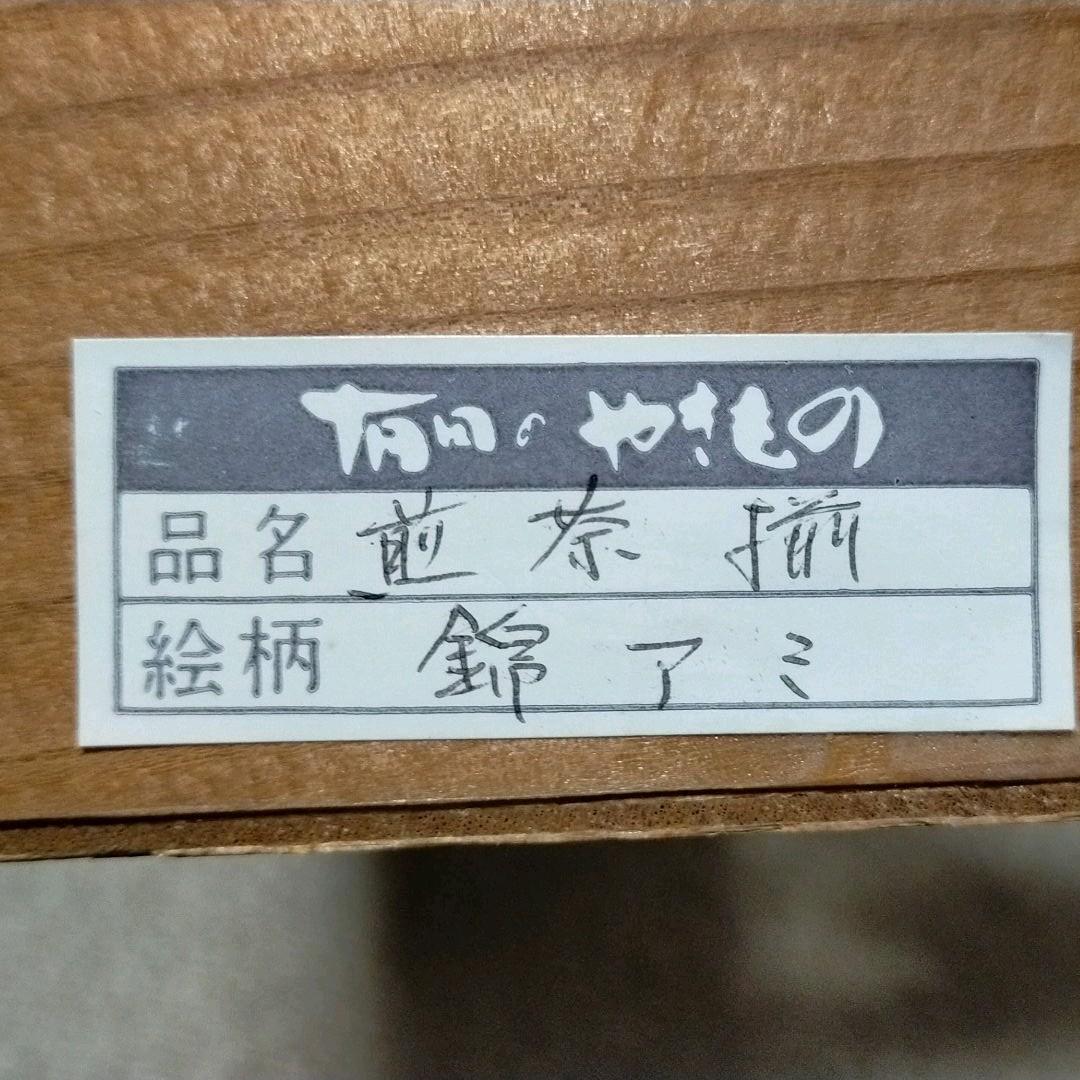 有田のやきもの
品名 煎茶揃
絵柄 錦アミ